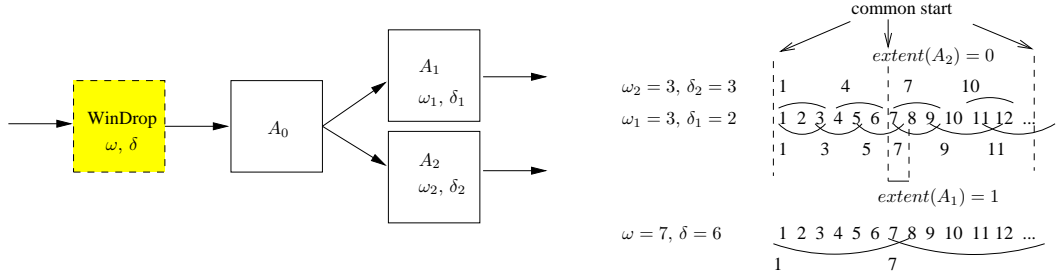 WinDrop
ω, δ
A0
A1
ω1, δ1
A2
ω2, δ2
common start
extent(A2) = 0
ω2 = 3, δ2 = 3
1 4 7 10
ω1 = 3, δ1 = 2
1 2 3 4 5 6 7 8 9 10 11 12 ...
1 3 5 7 9 11
extent(A1) = 1
ω = 7, δ = 6
1 2 3 4 5 6 7 8 9 10 11 12 ...
1 7